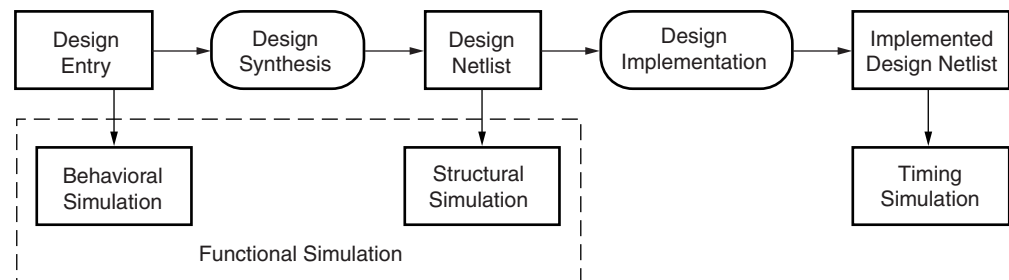 Design
Entry
Design
Synthesis
Design
Netlist
Design
Implementation
Implemented
Design Netlist
Behavioral
Simulation
Structural
Simulation
Timing
Simulation
Functional Simulation